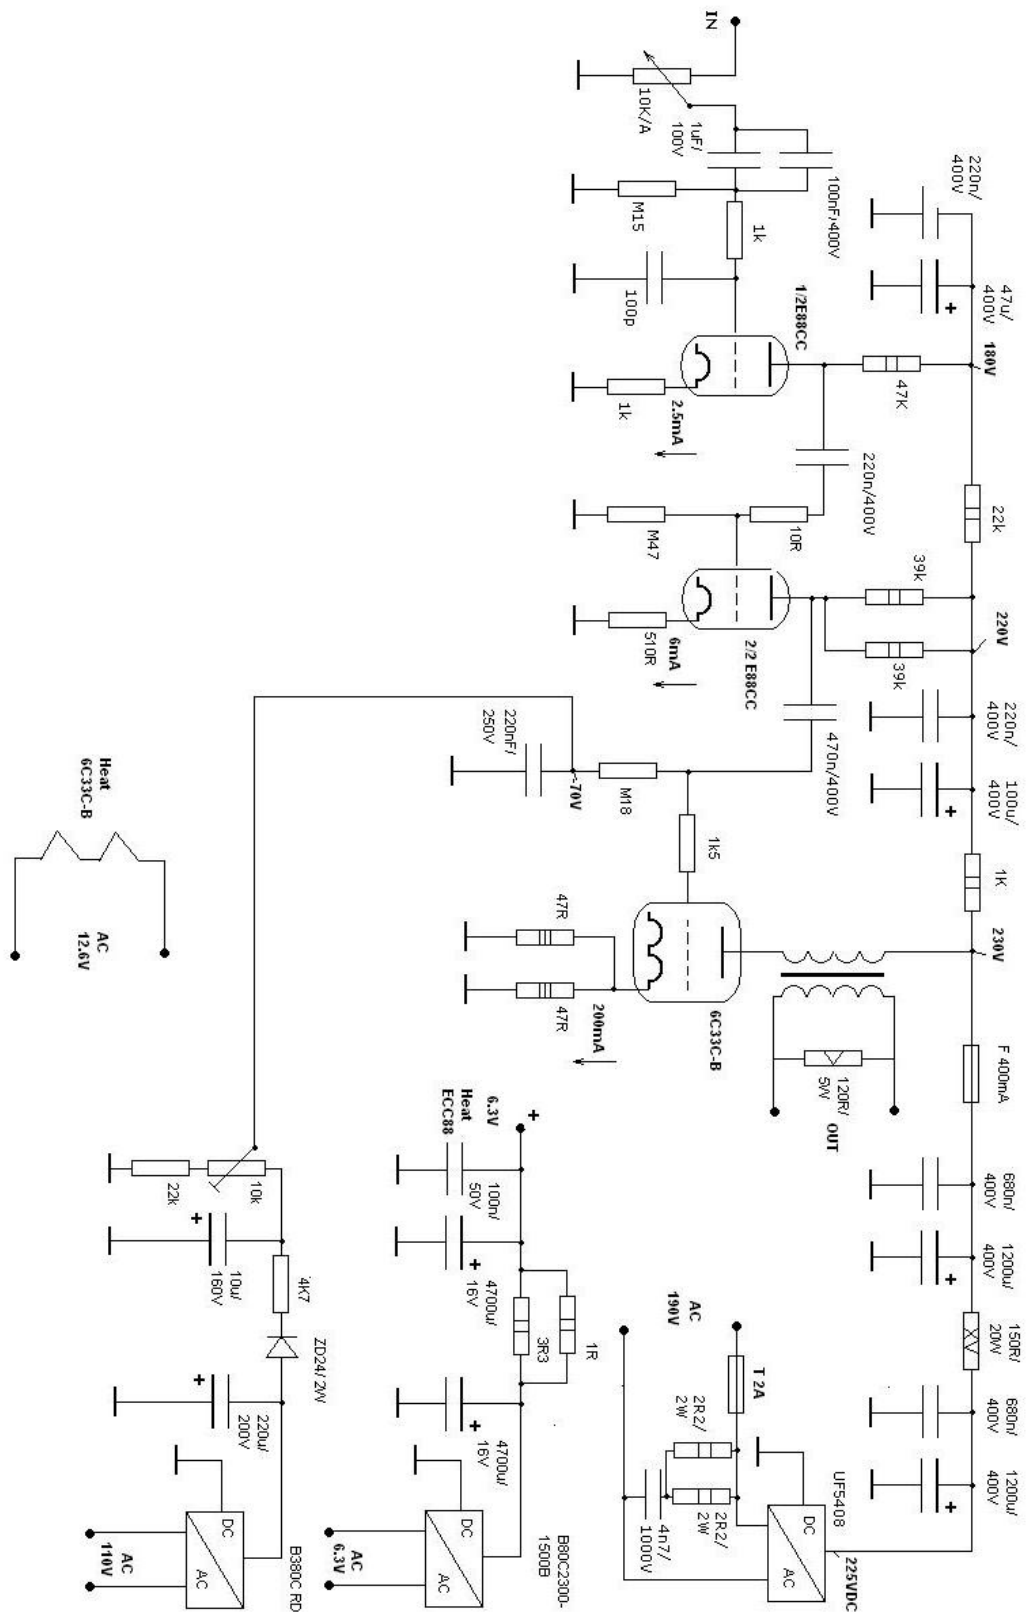 IN
10K/A
1uF/
100V
100nF/400V
M15
1k
100p
220n/
400V
47u/
400V
180V
1/2E88CC
47K
1k
2.5mA
220n/400V
22k
M47
10R
39k
220V
39k
2/2 E88CC
510R
6mA
220n/
400V
100u/
400V
470n/400V
220nF/
250V
-70V
M18
1k5
1K
230V
47R
47R
200mA
6C33C-B
F 400mA
120R/
5W
OUT
Heat
6C33C-B
AC
12.6V
680n/
400V
1200u/
400V
150R/
20W
680n/
400V
1200u/
400V
6.3V
Heat
ECC88
+
100n/
50V
4700u/
16V
1R
3R3
4700u/
16V
DC
AC
B80C2300-
1500B
AC
6.3V
AC
190V
T 2A
2R2/
2W
2R2/
2W
4n7/
1000V
UF5408
DC
AC
225VDC
22k
10k
10u/
160V
4K7
ZD24/ 2W
220u/
200V
DC
AC
B380C RD
AC
110V